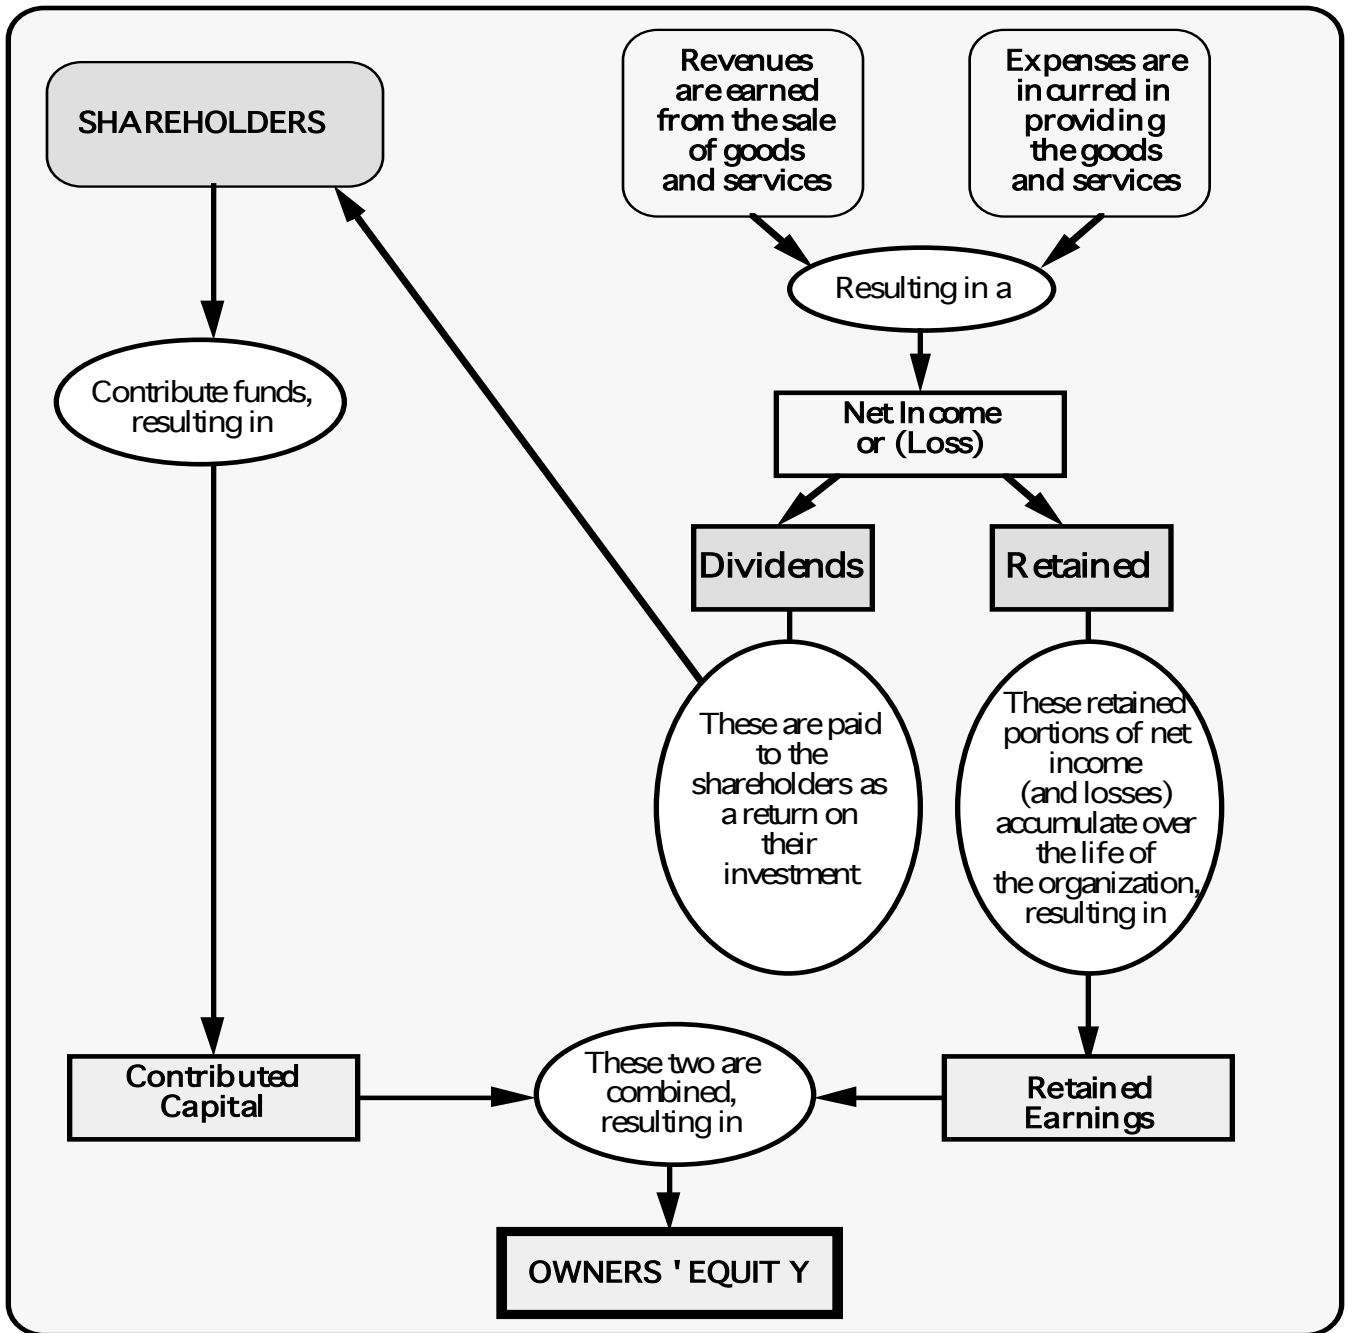 SHAREHOLDERS
Revenues
are earned
from the sale
of goods
and services
Expenses are
incurred in
providing
the goods
and services
Resulting in a
Contribute funds,
resulting in
Net Income
or (Loss)
Dividends
Retained
These are paid
to the
shareholders as
a return on
their
investment
These retained
portions of net
income
(and losses)
accumulate over
the life of
the organization,
resulting in
Contributed
Capital
These two are
combined,
resulting in
Retained
Earnings
OWNERS ' EQUITY